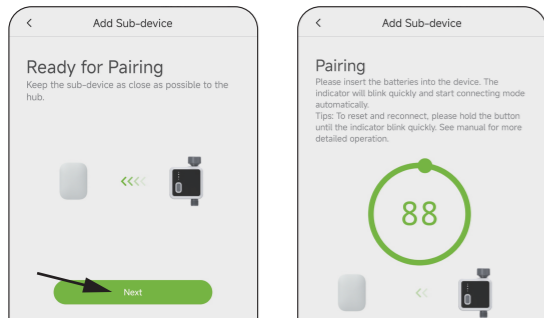 Add Sub-device
Ready for Pairing
Keep the sub-device as close as possible to the
hub.
Next
Add Sub-device
Pairing
Please insert the batteries into the device. The
indicator will blink quickly and start connecting mode
automatically.
Tips: To reset and reconnect, please hold the button
until the indicator blink quickly. See manual for more
detailed operation.
88